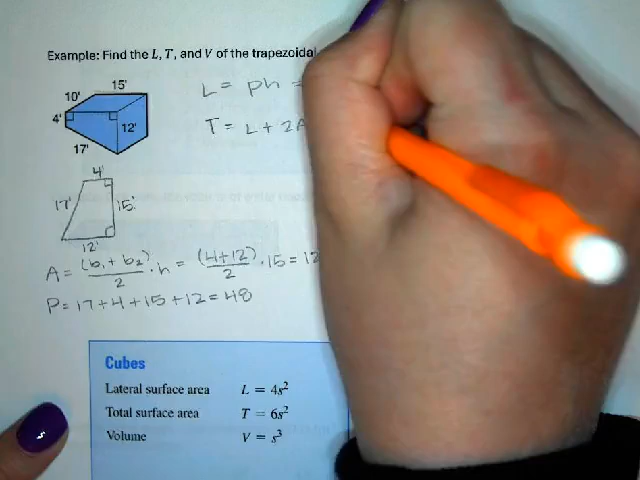 Example: Find the L, T, and V of the trapezoidal
15'
10'
4'
12'
17'
L = ph =
T = L + 2A
4'
17'
15'
12'
A = (b₁ + b₂)/2 · h = (4+12)/2 · 15 = 12
P = 17 + 4 + 15 + 12 = 48
Cubes
Lateral surface area L = 4s²
Total surface area T = 6s²
Volume V = s³